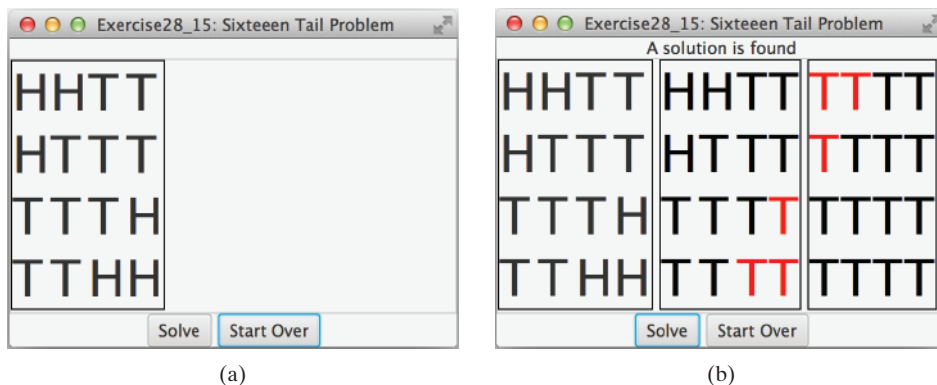 Exercise28_15: Sixteeen Tail Problem
HHTT
HTTT
TTTH
TTHH
Solve Start Over
(a)
Exercise28_15: Sixteeen Tail Problem
A solution is found
HHTT HHTT TTTT
HTTT HTTT TTTT
TTTH TTTT TTTT
TTHH TTTT TTTT
Solve Start Over
(b)